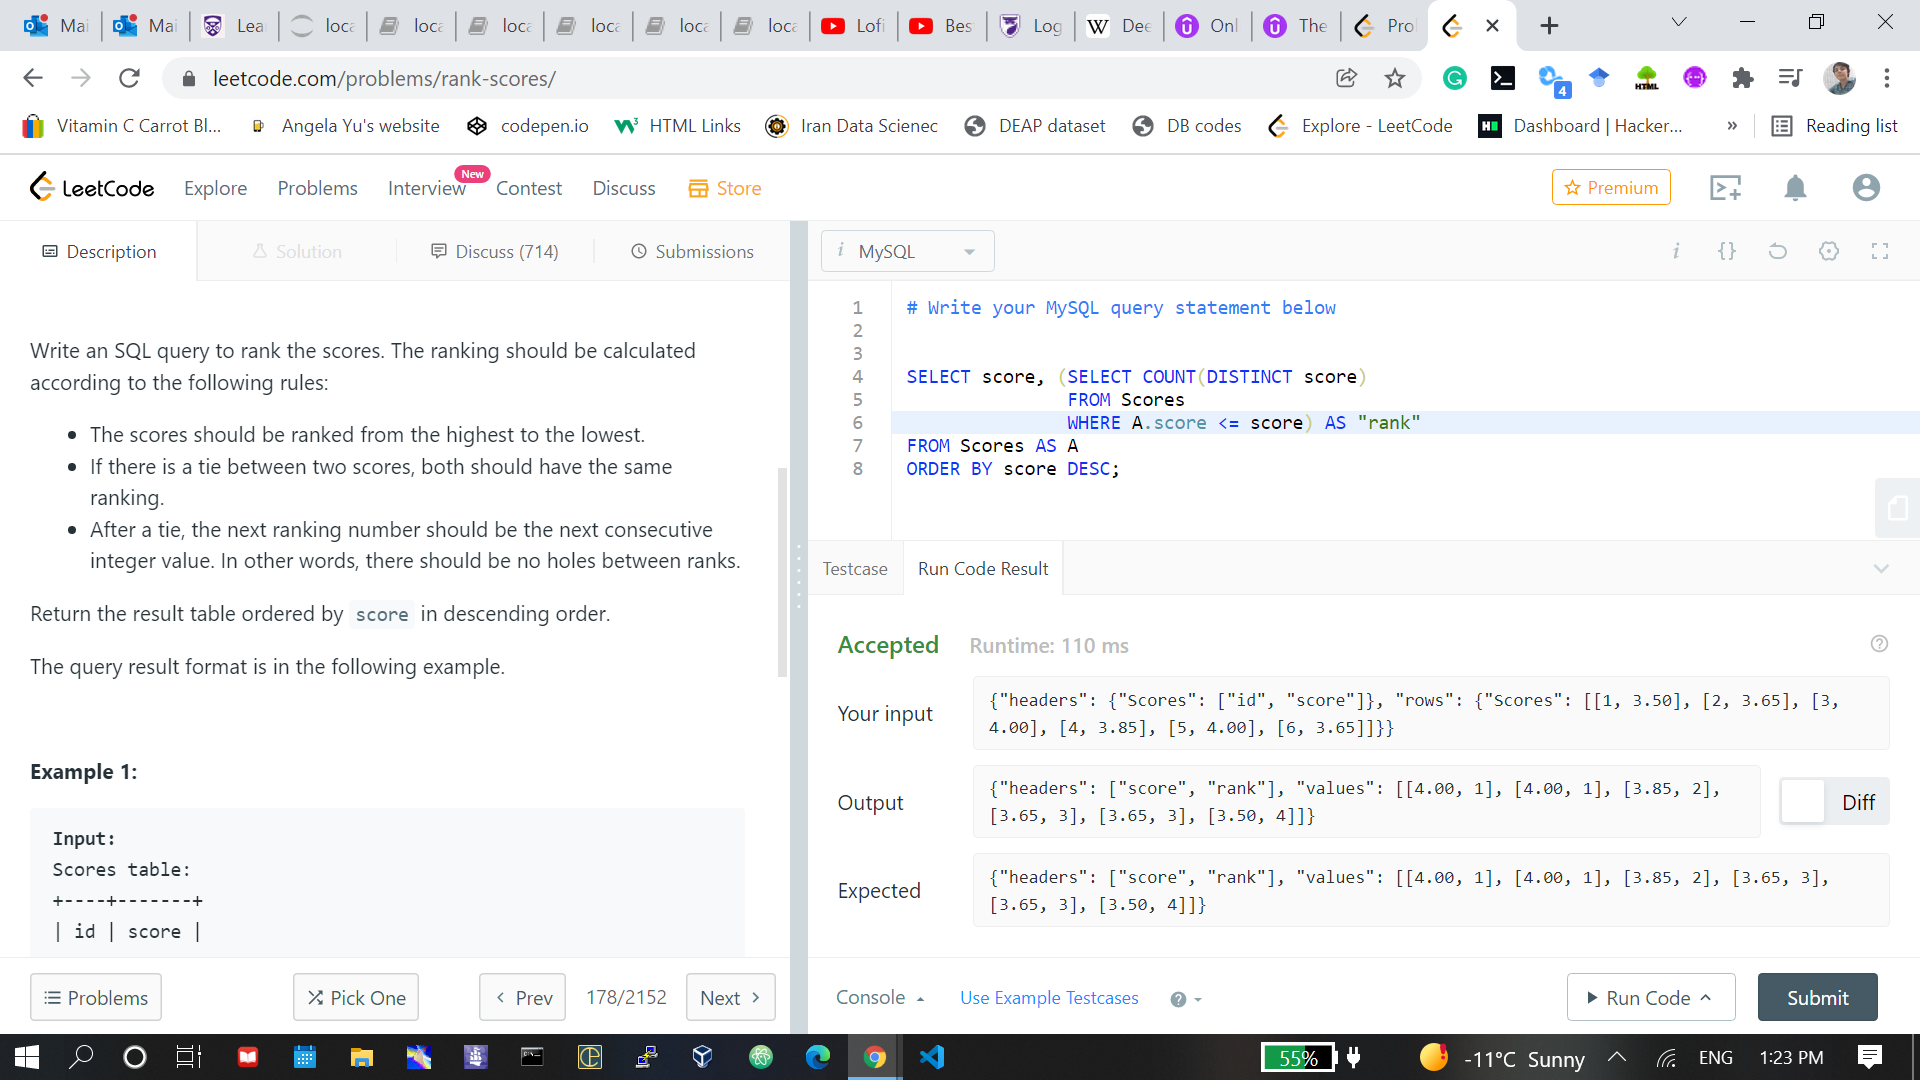 Mai
Mai
Lea
loca
loca
loca
loca
loca
loca
Lofi
Bes
Log
W Dee
Onl
The
Pro
leetcode.com/problems/rank-scores/
4
HTML
Vitamin C Carrot Bl...
Angela Yu's website
codepen.io
HTML Links
Iran Data Scienec
DEAP dataset
DB codes
Explore - LeetCode
Dashboard | Hacker...
»
Reading list
LeetCode
Explore
Problems
Interview
New
Contest
Discuss
Store
Premium
Description
Solution
Discuss (714)
Submissions
Write an SQL query to rank the scores. The ranking should be calculated
according to the following rules:
• The scores should be ranked from the highest to the lowest.
• If there is a tie between two scores, both should have the same
ranking.
• After a tie, the next ranking number should be the next consecutive
integer value. In other words, there should be no holes between ranks.
Return the result table ordered by score in descending order.
The query result format is in the following example.
Example 1:
Input:
Scores table:
+----+-------+
| id | score |
Problems
Pick One
Prev
178/2152
Next
i MySQL
i {}
1 # Write your MySQL query statement below
2
3
4 SELECT score, (SELECT COUNT(DISTINCT score)
5 FROM Scores
6 WHERE A.score <= score) AS "rank"
7 FROM Scores AS A
8 ORDER BY score DESC;
Testcase
Run Code Result
Accepted Runtime: 110 ms
Your input
{"headers": {"Scores": ["id", "score"]}, "rows": {"Scores": [[1, 3.50], [2, 3.65], [3,
4.00], [4, 3.85], [5, 4.00], [6, 3.65]]}}
Output
{"headers": ["score", "rank"], "values": [[4.00, 1], [4.00, 1], [3.85, 2],
[3.65, 3], [3.65, 3], [3.50, 4]]}
Diff
Expected
{"headers": ["score", "rank"], "values": [[4.00, 1], [4.00, 1], [3.85, 2], [3.65, 3],
[3.65, 3], [3.50, 4]]}
Console
Use Example Testcases
Run Code
Submit
55%
-11°C Sunny
ENG
1:23 PM